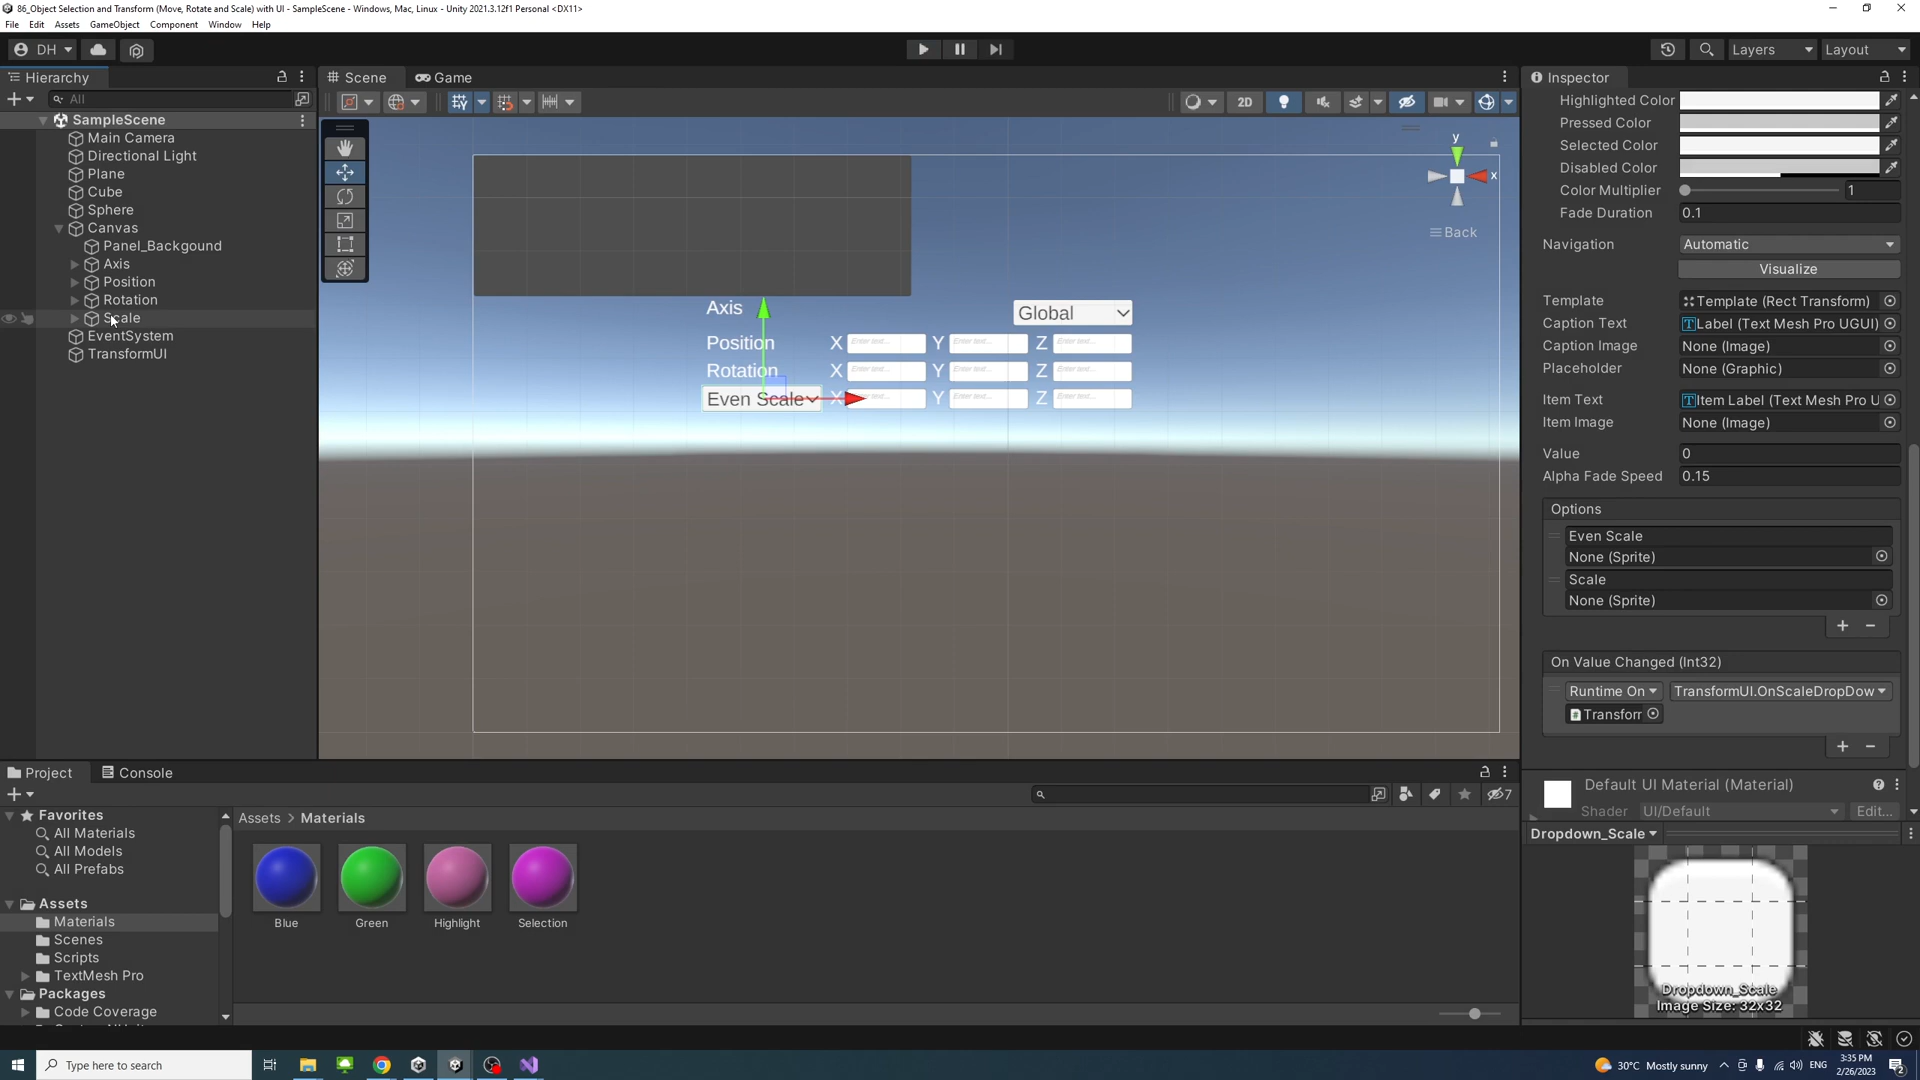 86_Object Selection and Transform (Move, Rotate and Scale) with UI - SampleScene - Windows, Mac, Linux - Unity 2021.3.12f1 Personal <DX11>
File Edit Assets GameObject Component Window Help
DH Layers Layout
Hierarchy Scene Game Inspector
All 2D
SampleScene
Main Camera
Directional Light
Plane
Cube
Sphere
Canvas
Panel_Backgound
Axis
Position
Rotation
Scale
EventSystem
TransformUI
y
x
Back
Axis Global
Position X Enter text... Y Enter text... Z Enter text...
Rotation X Enter text... Y Enter text... Z Enter text...
Even Scale X Enter text... Y Enter text... Z Enter text...
Highlighted Color
Pressed Color
Selected Color
Disabled Color
Color Multiplier 1
Fade Duration 0.1
Navigation Automatic
Visualize
Template Template (Rect Transform)
Caption Text Label (Text Mesh Pro UGUI)
Caption Image None (Image)
Placeholder None (Graphic)
Item Text Item Label (Text Mesh Pro U
Item Image None (Image)
Value 0
Alpha Fade Speed 0.15
Options
Even Scale
None (Sprite)
Scale
None (Sprite)
On Value Changed (Int32)
Runtime On TransformUI.OnScaleDropDow
Transforr
Default UI Material (Material)
Shader UI/Default Edit...
Dropdown_Scale
Dropdown_Scale
Image Size: 32x32
Project Console
7
Favorites
All Materials
All Models
All Prefabs
Assets
Materials
Scenes
Scripts
TextMesh Pro
Packages
Code Coverage
Assets > Materials
Blue Green Highlight Selection
Type here to search
30°C Mostly sunny ENG 3:35 PM
2/26/2023
2